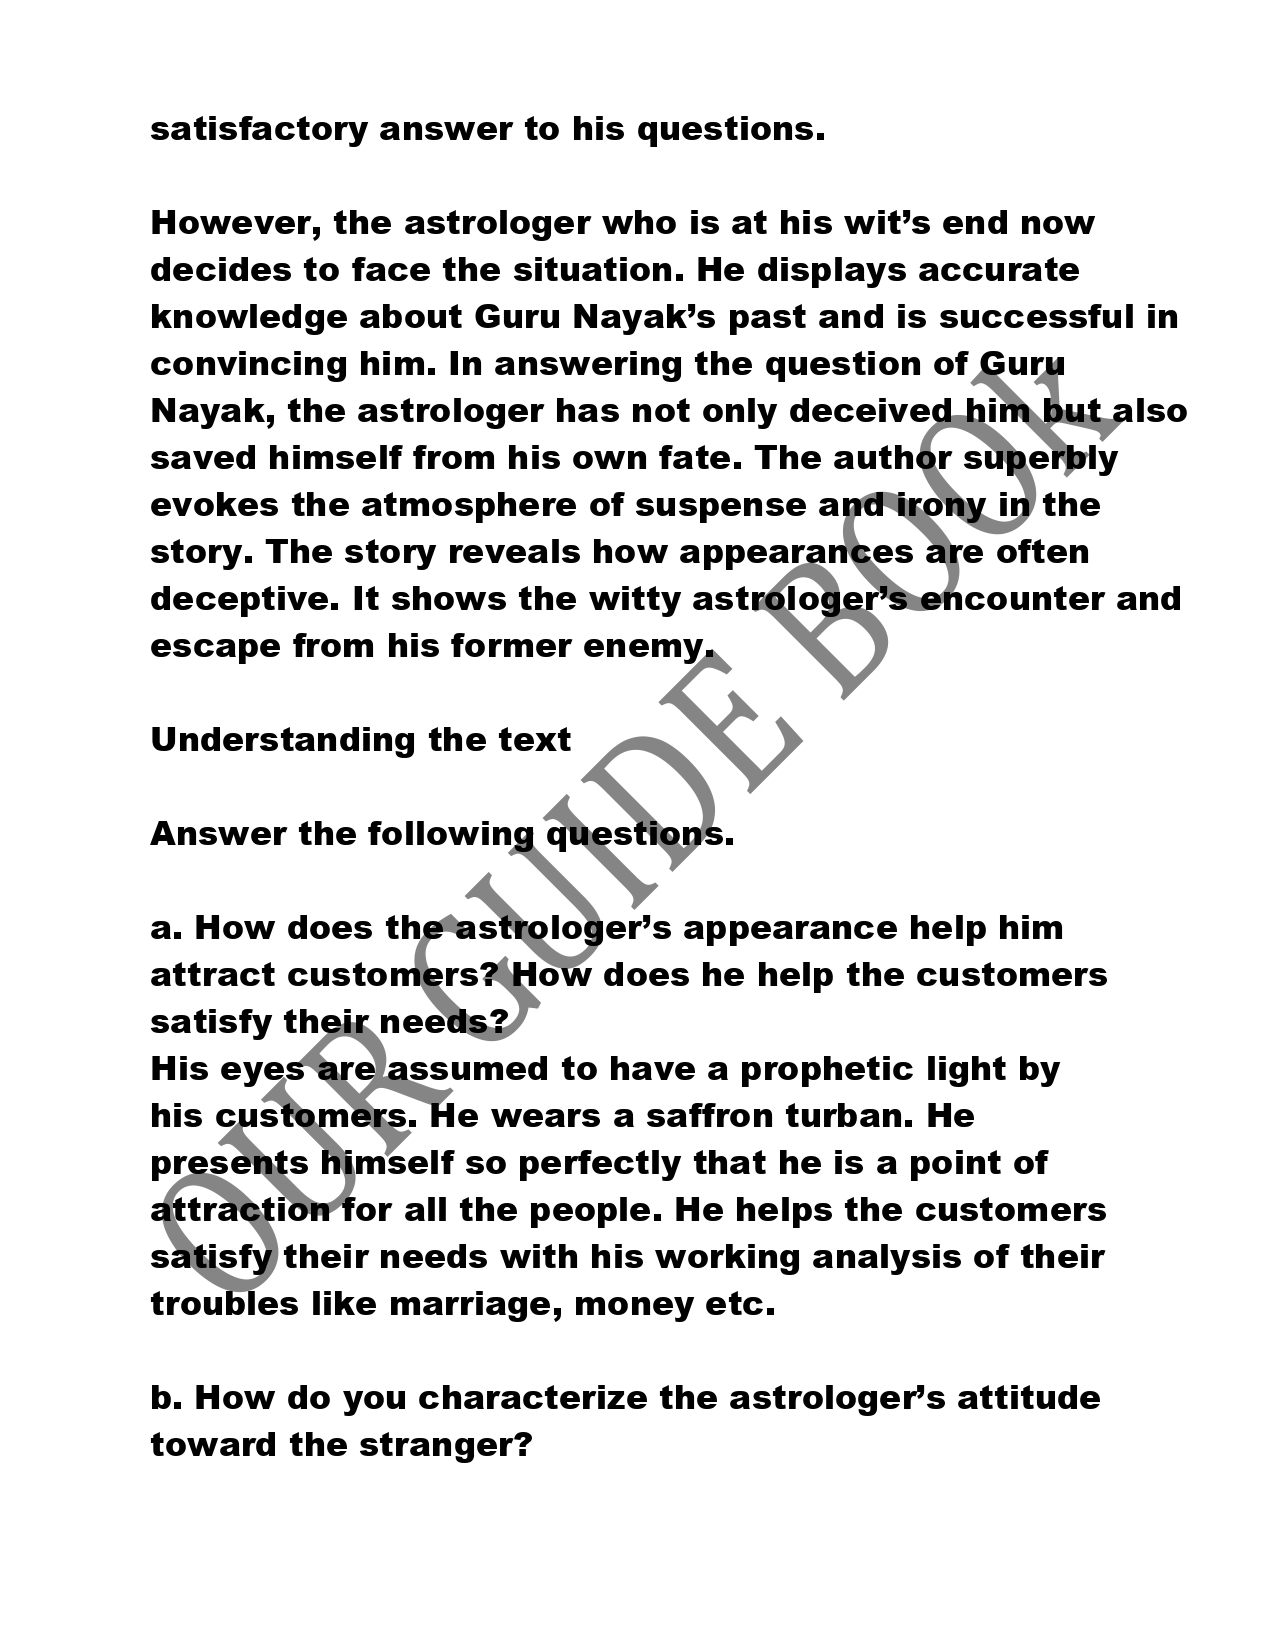 satisfactory answer to his questions.
However, the astrologer who is at his wit’s end now
decides to face the situation. He displays accurate
knowledge about Guru Nayak’s past and is successful in
convincing him. In answering the question of Guru
Nayak, the astrologer has not only deceived him but also
saved himself from his own fate. The author superbly
evokes the atmosphere of suspense and irony in the
story. The story reveals how appearances are often
deceptive. It shows the witty astrologer’s encounter and
escape from his former enemy.
Understanding the text
Answer the following questions.
a. How does the astrologer’s appearance help him
attract customers? How does he help the customers
satisfy their needs?
His eyes are assumed to have a prophetic light by
his customers. He wears a saffron turban. He
presents himself so perfectly that he is a point of
attraction for all the people. He helps the customers
satisfy their needs with his working analysis of their
troubles like marriage, money etc.
b. How do you characterize the astrologer’s attitude
toward the stranger?
OUR GUIDE BOOK